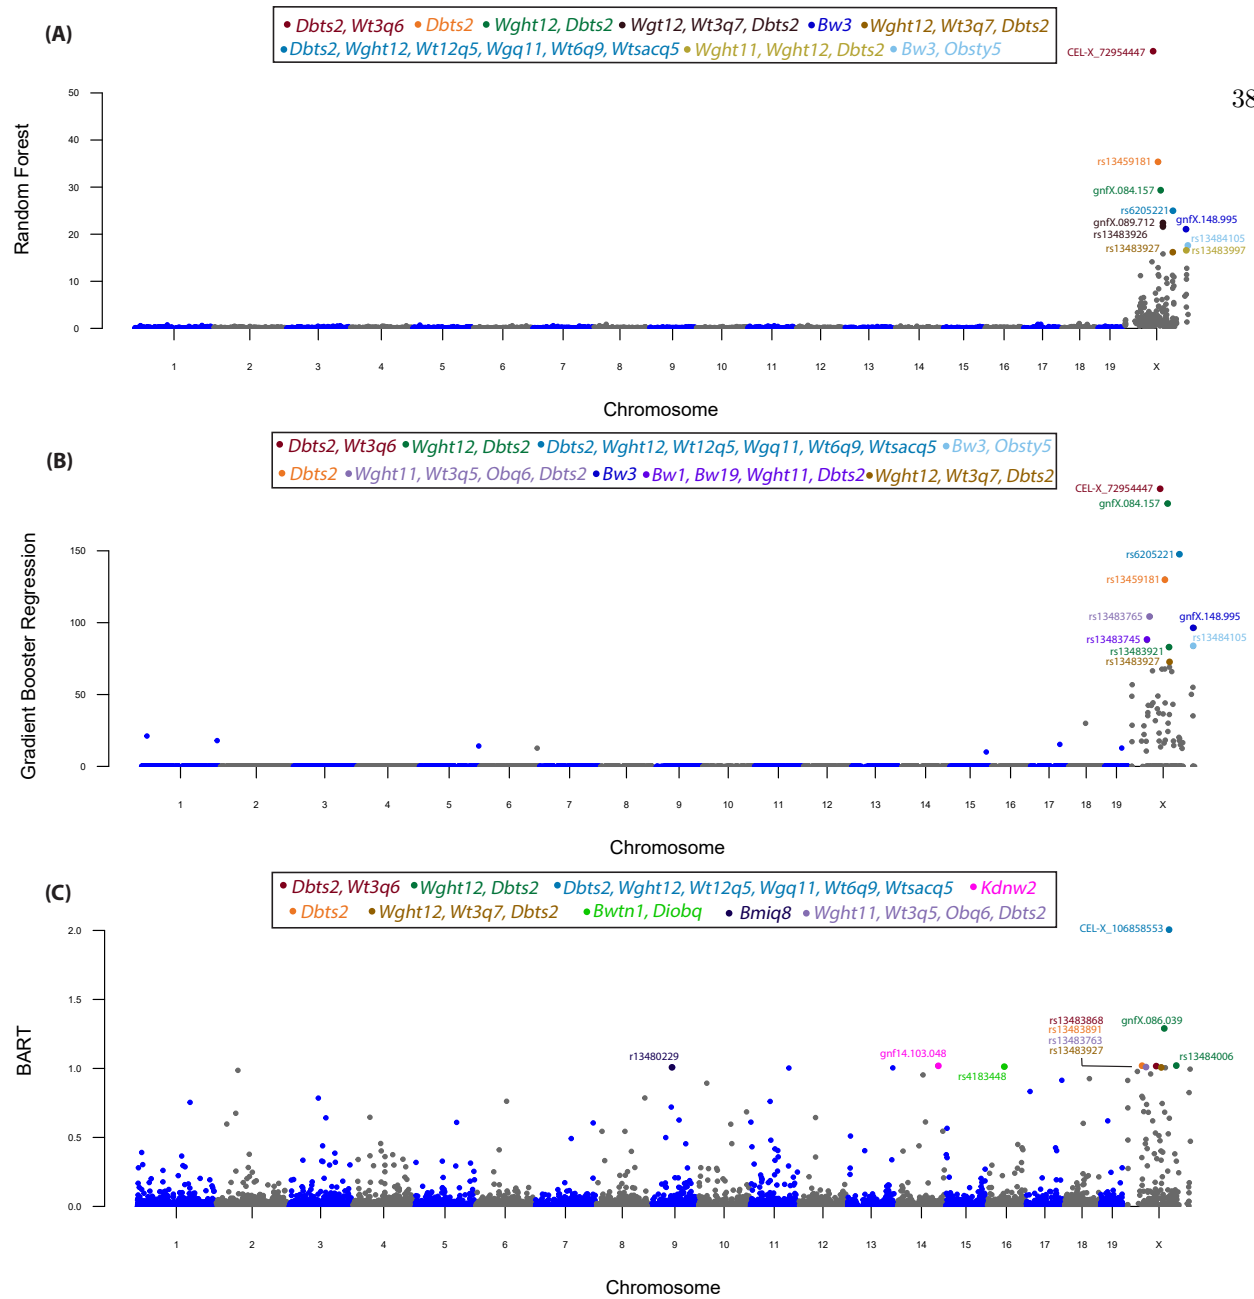 (A)
Dbts2, Wt3q6 Dbts2 Wght12, Dbts2 Wgt12, Wt3q7, Dbts2 Bw3 Wght12, Wt3q7, Dbts2
Dbts2, Wght12, Wt12q5, Wgq11, Wt6q9, Wtsacq5 Wght11, Wght12, Dbts2 Bw3, Obsty5
CEL-X_72954447
38
50
40
30
20
10
0
Random Forest
rs13459181
gnfX.084.157
rs6205221
gnfX.089.712
gnfX.148.995
rs13483926
rs13484105
rs13483927
rs13483997
1 2 3 4 5 6 7 8 9 10 11 12 13 14 15 16 17 18 19 X
Chromosome
(B)
Dbts2, Wt3q6 Wght12, Dbts2 Dbts2, Wght12, Wt12q5, Wgq11, Wt6q9, Wtsacq5 Bw3, Obsty5
Dbts2 Wght11, Wt3q5, Obq6, Dbts2 Bw3 Bw1, Bw19, Wght11, Dbts2 Wght12, Wt3q7, Dbts2
CEL-X_72954447
gnfX.084.157
150
100
50
0
Gradient Booster Regression
rs6205221
rs13459181
rs13483765
gnfX.148.995
rs13483745
rs13484105
rs13483921
rs13483927
1 2 3 4 5 6 7 8 9 10 11 12 13 14 15 16 17 18 19 X
Chromosome
(C)
Dbts2, Wt3q6 Wght12, Dbts2 Dbts2, Wght12, Wt12q5, Wgq11, Wt6q9, Wtsacq5 Kdnw2
Dbts2 Wght12, Wt3q7, Dbts2 Bwtn1, Diobq Bmiq8 Wght11, Wt3q5, Obq6, Dbts2
2.0
1.5
1.0
0.5
0.0
BART
CEL-X_106858553
rs13483868
gnfX.086.039
rs13483891
rs13483763
rs13483927
r13480229
gnf14.103.048
rs4183448
rs13484006
1 2 3 4 5 6 7 8 9 10 11 12 13 14 15 16 17 18 19 X
Chromosome